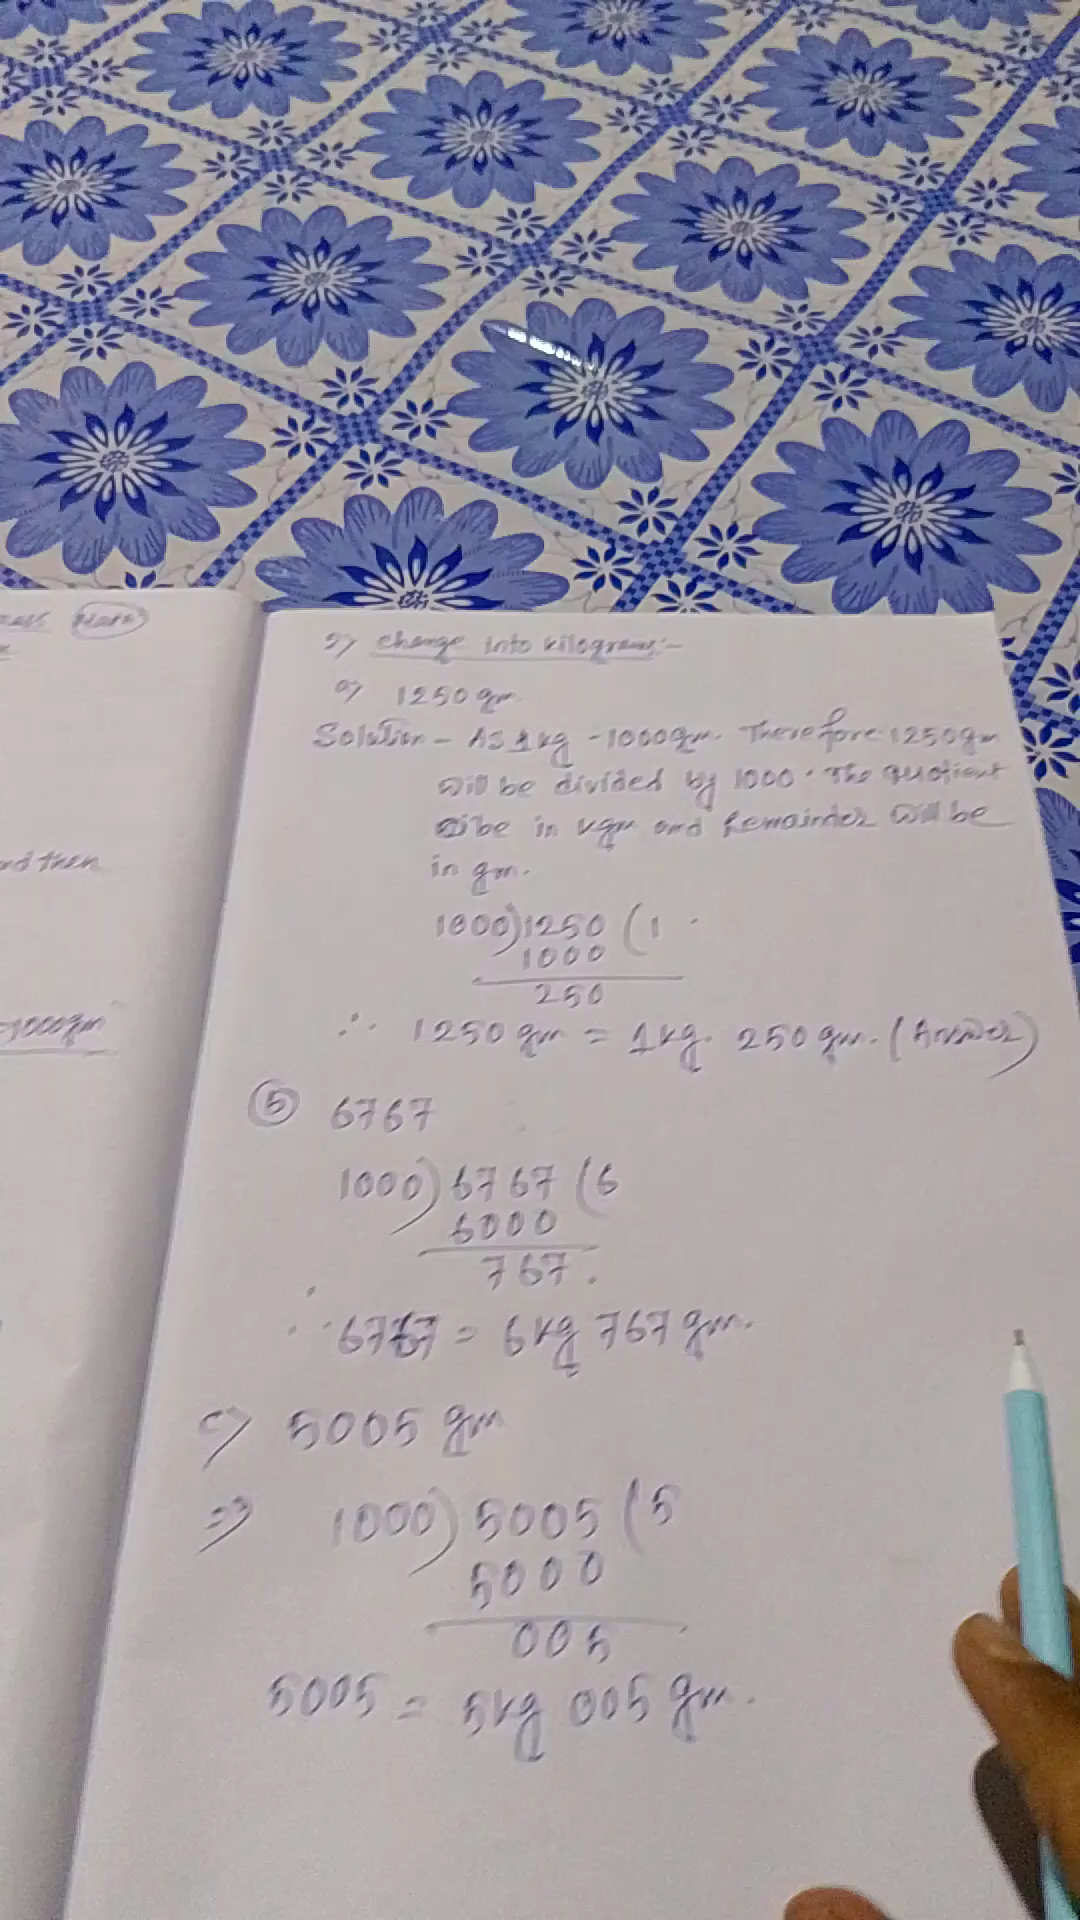 and then
=1000gm
2) Change into kilograms:-
a) 1250 gm.
Solution - As 1kg - 1000gm. Therefore 1250gm
will be divided by 1000. The quotient
be in kgm and remainder will be
in gm.
1000)1250(1
1000
250
∴ 1250 gm = 1kg. 250 gm. (Answer)
b 6767
1000)6767(6
6000
767.
∴ 6767 = 6kg 767 gm.
c) 5005 gm
⇒ 1000)5005(5
5000
005
5005 = 5kg 005 gm.